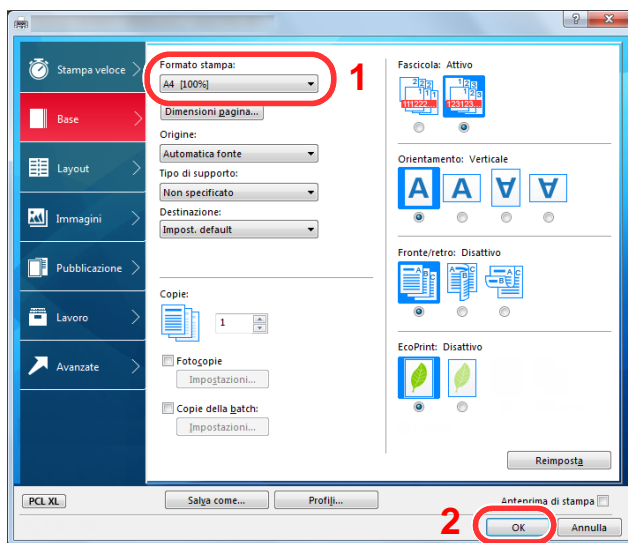 Stampa veloce
Base
Layout
Immagini
Pubblicazione
Lavoro
Avanzate
Formato stampa:
A4 [100%]
1
Dimensioni pagina...
Origine:
Automatica fonte
Tipo di supporto:
Non specificato
Destinazione:
Impost. default
Copie:
1
Fotocopie
Impostazioni...
Copie della batch:
Impostazioni...
Fascicola: Attivo
111222...
123123...
Orientamento: Verticale
A A A A
Fronte/retro: Disattivo
A B C
A B C
A B C
EcoPrint: Disattivo
Reimposta
PCL XL
Salva come...
Profili...
Anteprima di stampa
2
OK
Annulla